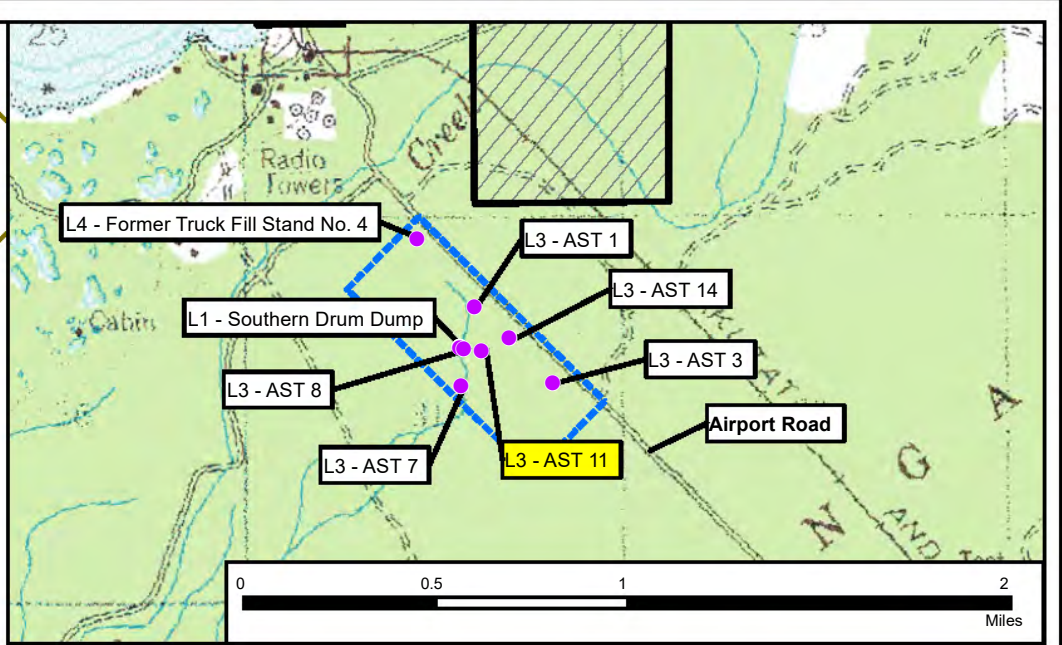 25
Creek
Radio
Towers
L4 - Former Truck Fill Stand No. 4
L3 - AST 1
L3 - AST 14
L1 - Southern Drum Dump
Cabin
L3 - AST 3
L3 - AST 8
Airport Road
L3 - AST 7
L3 - AST 11
A
G
N
AND
0
0.5
1
2
Miles